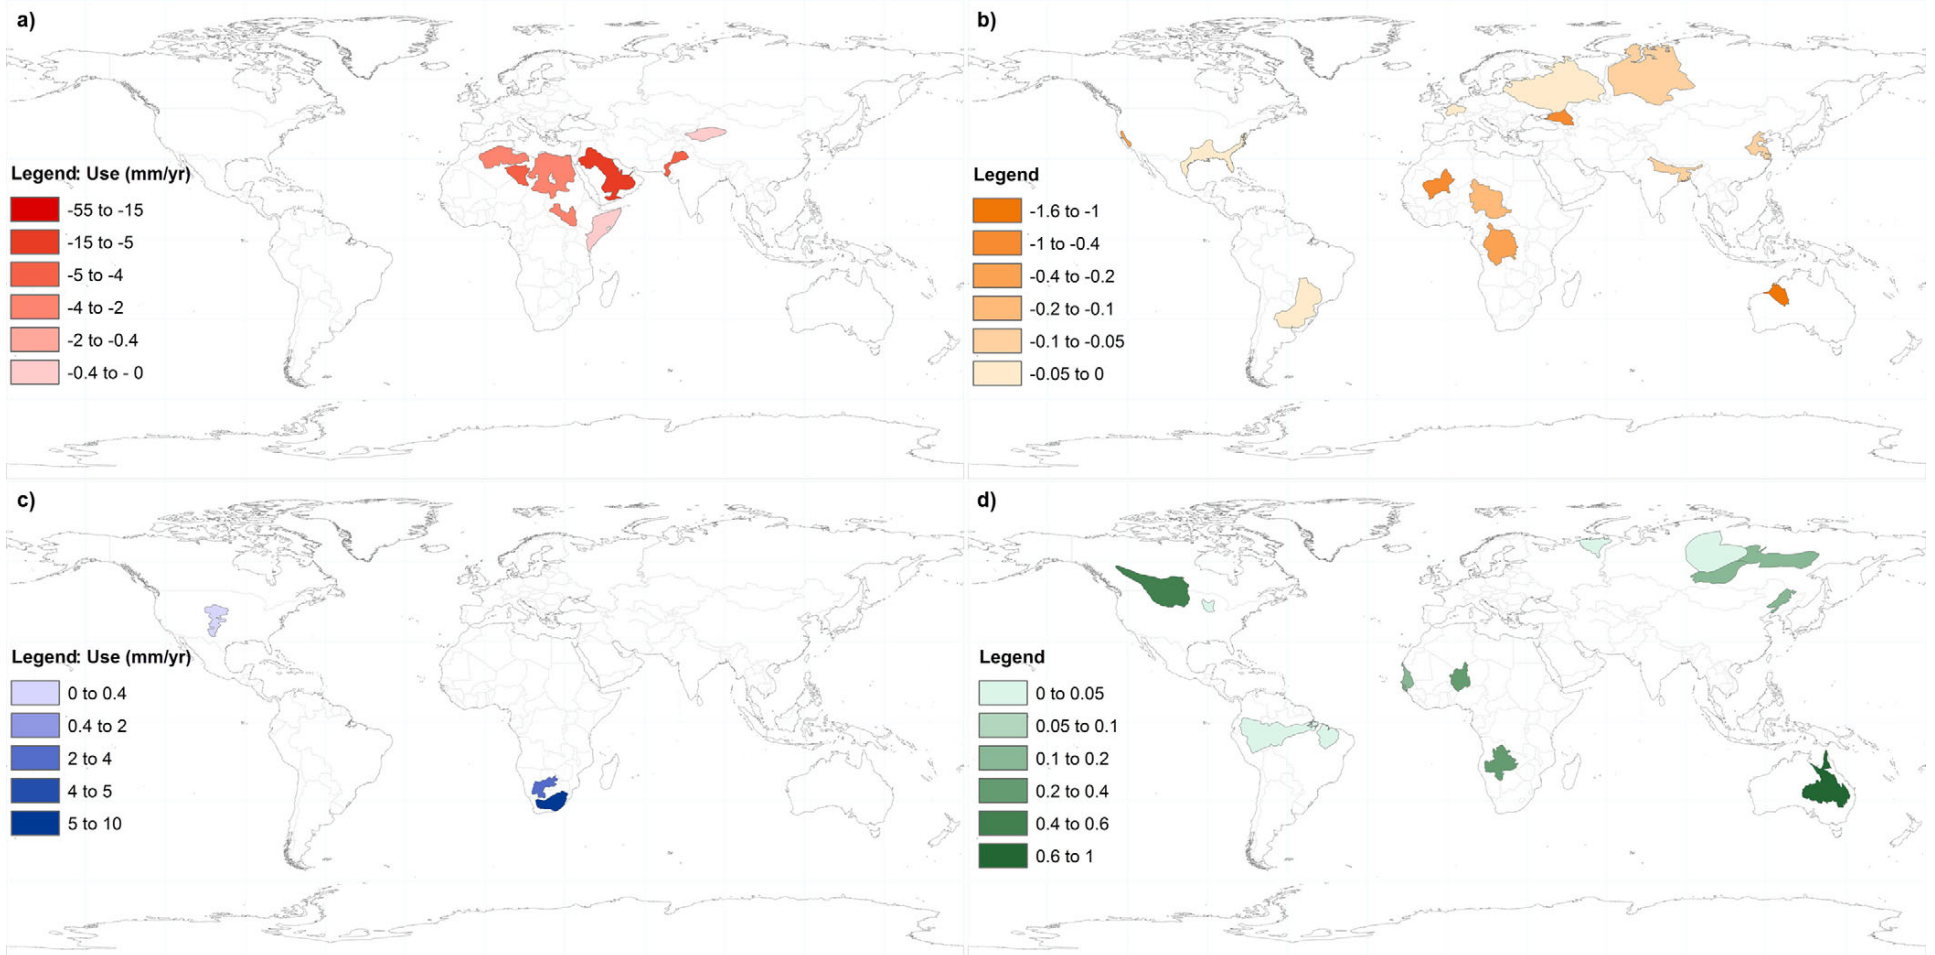 a)
Legend: Use (mm/yr)
-55 to -15
-15 to -5
-5 to -4
-4 to -2
-2 to -0.4
-0.4 to - 0
b)
Legend
-1.6 to -1
-1 to -0.4
-0.4 to -0.2
-0.2 to -0.1
-0.1 to -0.05
-0.05 to 0
c)
Legend: Use (mm/yr)
0 to 0.4
0.4 to 2
2 to 4
4 to 5
5 to 10
d)
Legend
0 to 0.05
0.05 to 0.1
0.1 to 0.2
0.2 to 0.4
0.4 to 0.6
0.6 to 1